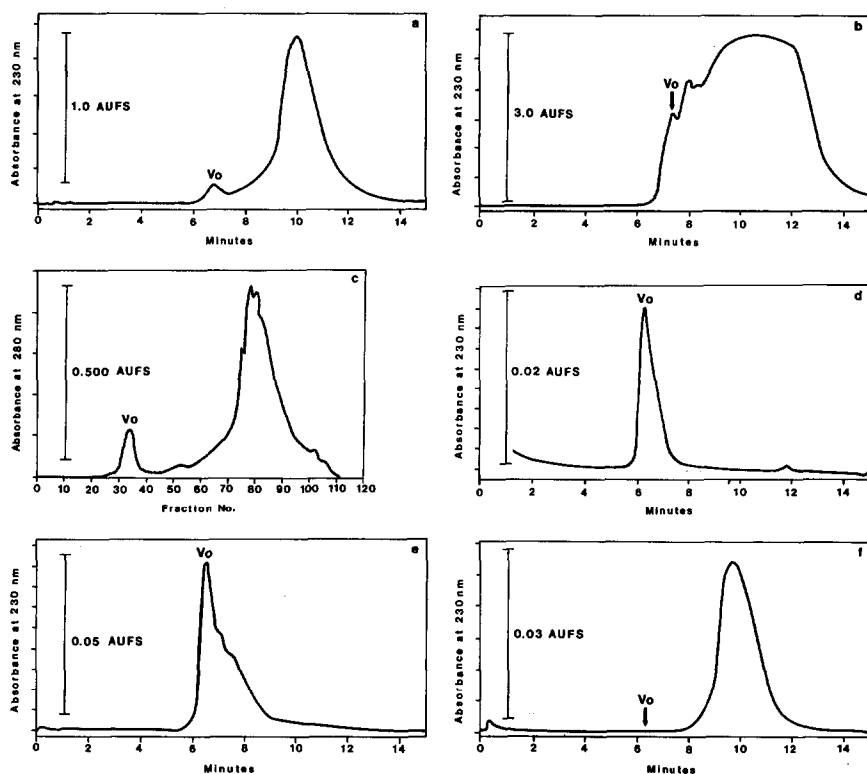 a
Absorbance at 230 nm
1.0 AUFS
Vo
0 2 4 6 8 10 12 14
Minutes
b
Absorbance at 230 nm
3.0 AUFS
Vo
0 2 4 6 8 10 12 14
Minutes
c
Absorbance at 280 nm
0.500 AUFS
Vo
0 10 20 30 40 50 60 70 80 90 100 110 120
Fraction No.
d
Absorbance at 230 nm
0.02 AUFS
Vo
0 2 4 6 8 10 12 14
Minutes
e
Absorbance at 230 nm
0.05 AUFS
Vo
0 2 4 6 8 10 12 14
Minutes
f
Absorbance at 230 nm
0.03 AUFS
Vo
0 2 4 6 8 10 12 14
Minutes